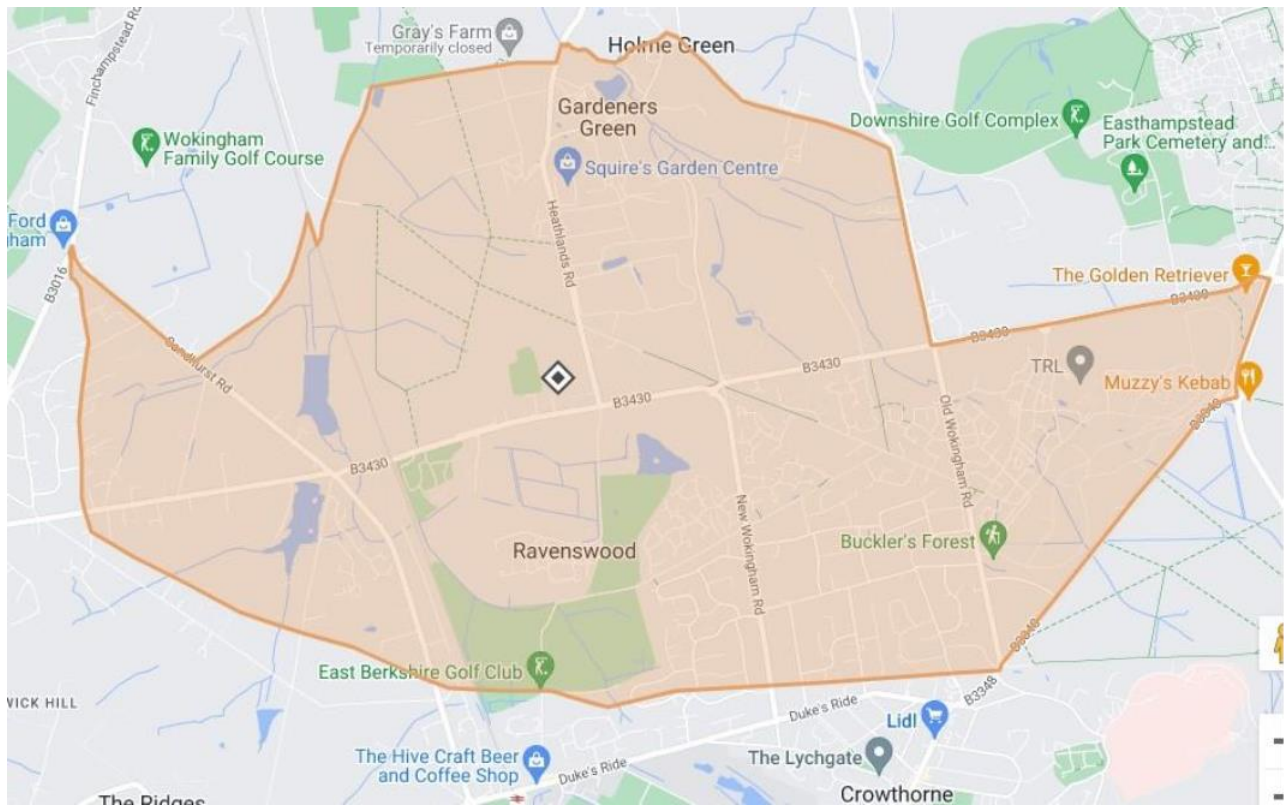 Finchampstead Rd
Gray's Farm
Temporarily closed
Holme Green
Gardeners
Green
Wokingham
Family Golf Course
Squire's Garden Centre
Downshire Golf Complex
Easthampstead
Park Cemetery and...
Ford
ham
B3016
Heathlands Rd
The Golden Retriever
B3430
B3430
Sandhurst Rd
B3430
TRL
Muzzy's Kebab
B3430
B3348
B3430
Old Wokingham Rd
New Wokingham Rd
Ravenswood
Buckler's Forest
East Berkshire Golf Club
B3348
B3348
WICK HILL
Duke's Ride
Lidl
The Hive Craft Beer
and Coffee Shop
Duke's Ride
The Lychgate
Crowthorne
The Ridges